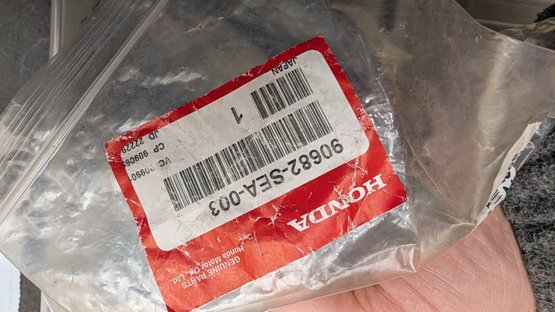 HONDA
GENUINE PARTS
Honda Motor Co., Ltd.
90682-SEA-003
1
JAPAN